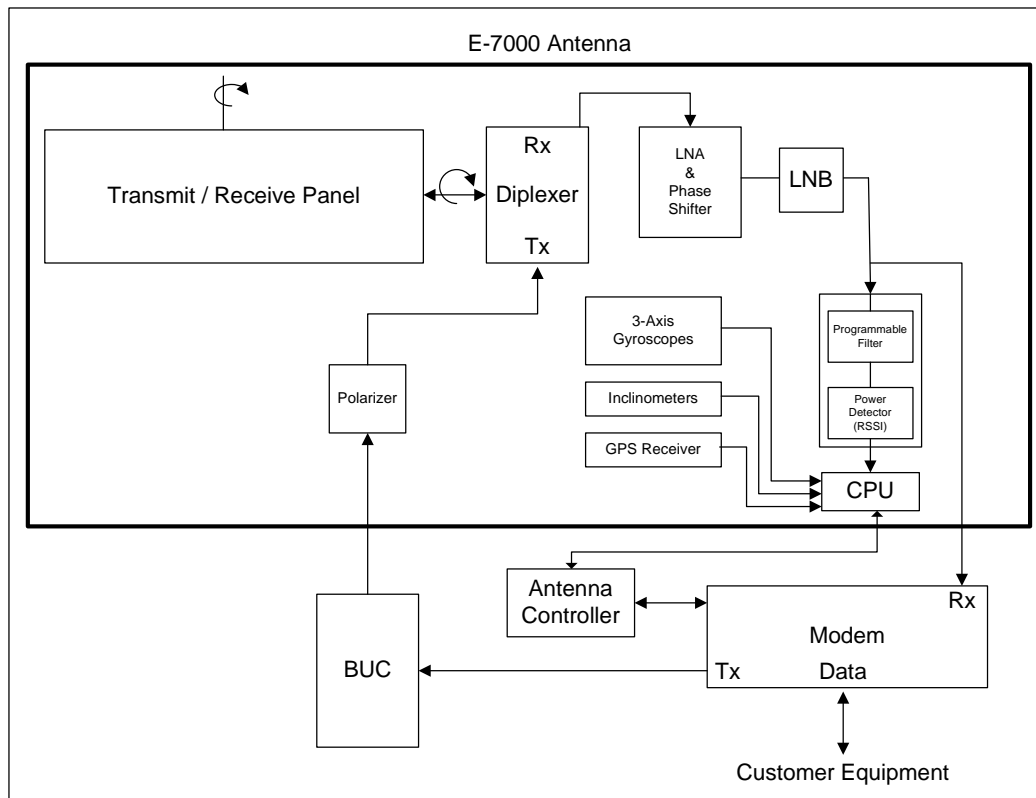 E-7000 Antenna
Transmit / Receive Panel
Rx
Diplexer
Tx
LNA
&
Phase
Shifter
LNB
3-Axis
Gyroscopes
Programmable
Filter
Polarizer
Inclinometers
Power
Detector
(RSSI)
GPS Receiver
CPU
Antenna
Controller
Rx
Modem
BUC
Tx
Data
Customer Equipment